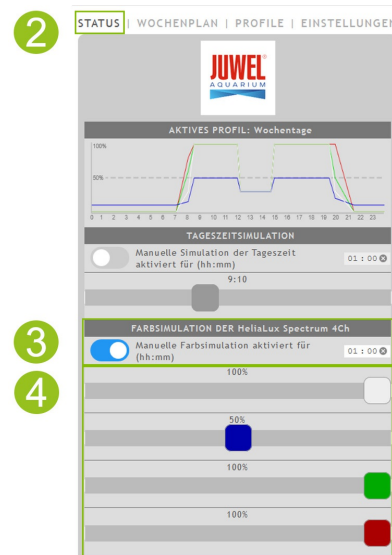 2
STATUS | WOCHENPLAN | PROFILE | EINSTELLUNGEN
JUWEL
AQUARIUM
AKTIVES PROFIL: Wochentage
100%
50%
0 1 2 3 4 5 6 7 8 9 10 11 12 13 14 15 16 17 18 19 20 21 22 23
TAGESZEITSIMULATION
Manuelle Simulation der Tageszeit
aktiviert für (hh:mm)
01 : 00
9:10
3
FARBSIMULATION DER HeliaLux Spectrum 4Ch
Manuelle Farbsimulation aktiviert für
(hh:mm)
01 : 00
4
100%
50%
100%
100%